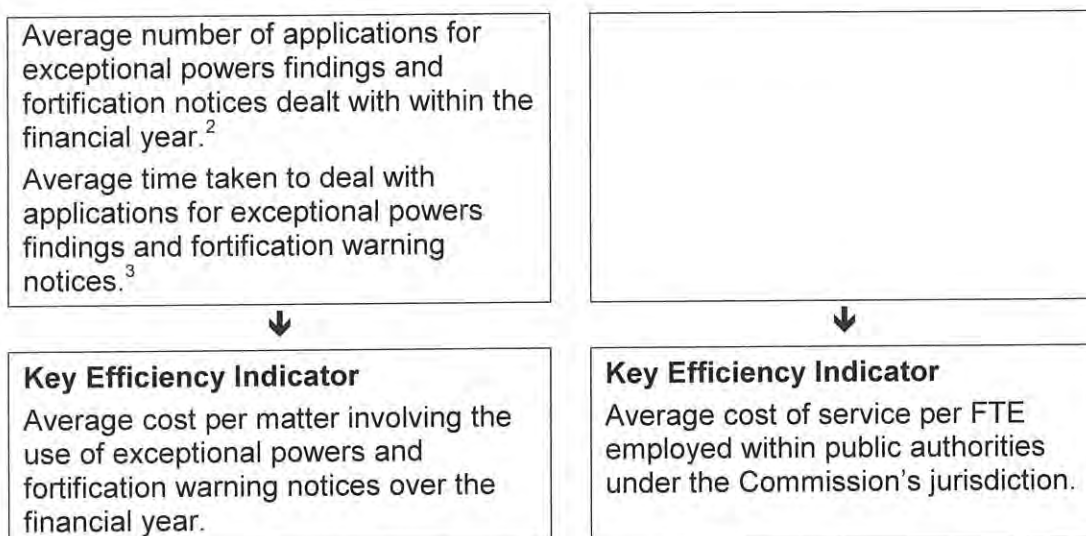 Average number of applications for
exceptional powers findings and
fortification notices dealt with within the
financial year.²
Average time taken to deal with
applications for exceptional powers
findings and fortification warning
notices.³
Key Efficiency Indicator
Average cost per matter involving the
use of exceptional powers and
fortification warning notices over the
financial year.
Key Efficiency Indicator
Average cost of service per FTE
employed within public authorities
under the Commission's jurisdiction.